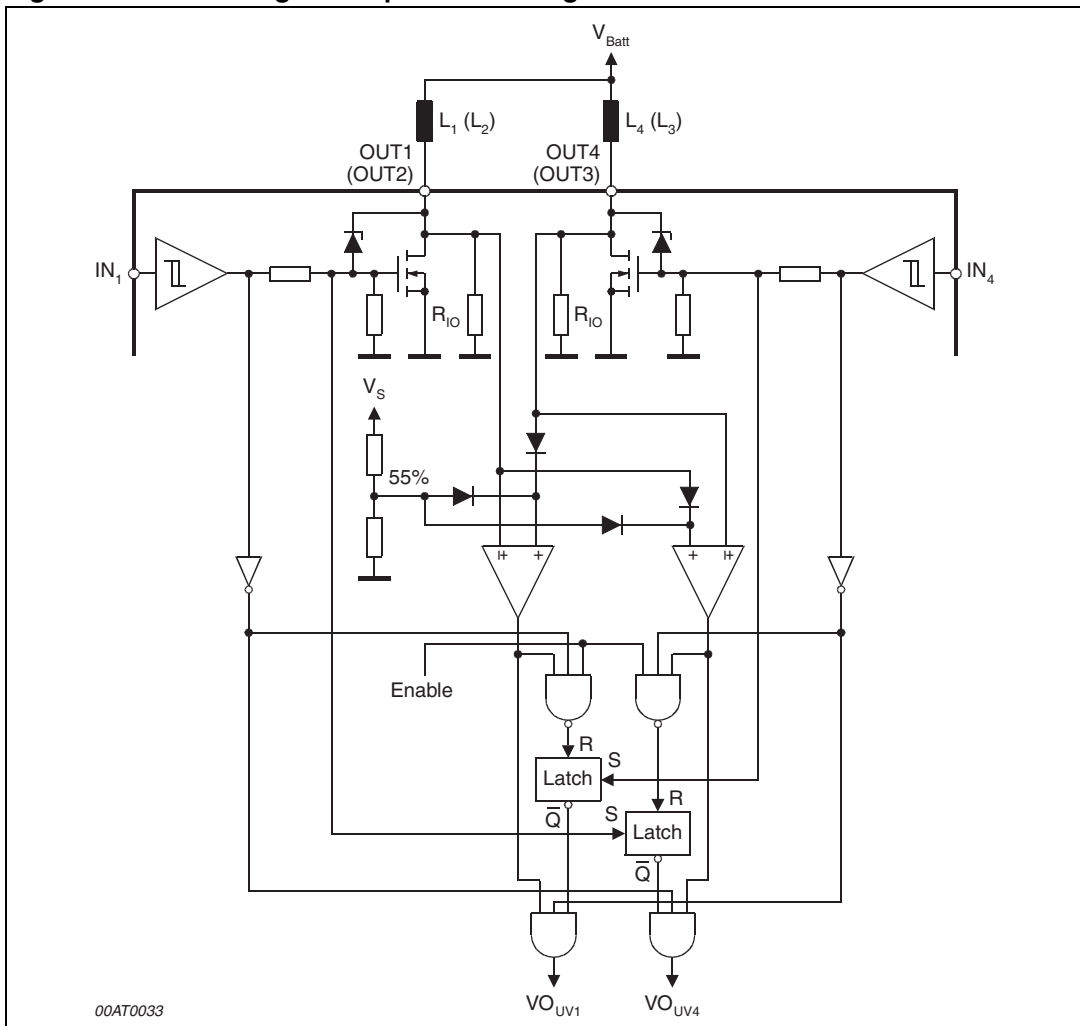 V_Batt
L_1 (L_2)
L_4 (L_3)
OUT1
(OUT2)
OUT4
(OUT3)
IN_1
IN_4
R_IO
R_IO
V_S
55%
+
+
+
+
Enable
R
S
Latch
Q̅
R
S
Latch
Q̅
VO_UV1
VO_UV4
00AT0033